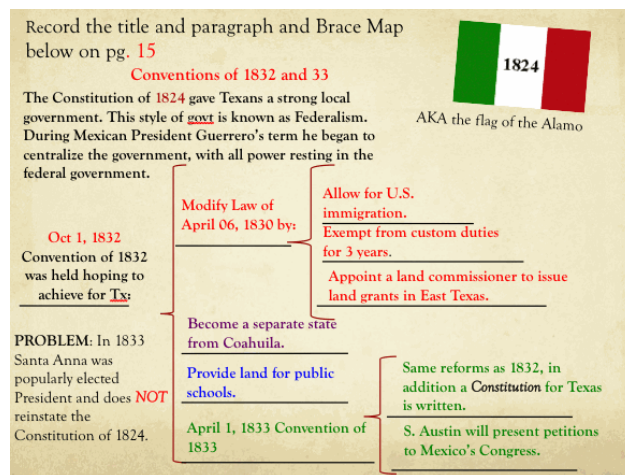 Record the title and paragraph and Brace Map
below on pg. 15
Conventions of 1832 and 33
The Constitution of 1824 gave Texans a strong local
government. This style of govt is known as Federalism.
During Mexican President Guerrero's term he began to
centralize the government, with all power resting in the
federal government.
1824
AKA the flag of the Alamo
Oct 1, 1832
Convention of 1832
was held hoping to
achieve for Tx:
Modify Law of
April 06, 1830 by:
Allow for U.S.
immigration.
Exempt from custom duties
for 3 years.
Appoint a land commissioner to issue
land grants in East Texas.
Become a separate state
from Coahuila.
Provide land for public
schools.
April 1, 1833 Convention of
1833
Same reforms as 1832, in
addition a Constitution for Texas
is written.
S. Austin will present petitions
to Mexico's Congress.
PROBLEM: In 1833
Santa Anna was
popularly elected
President and does NOT
reinstate the
Constitution of 1824.